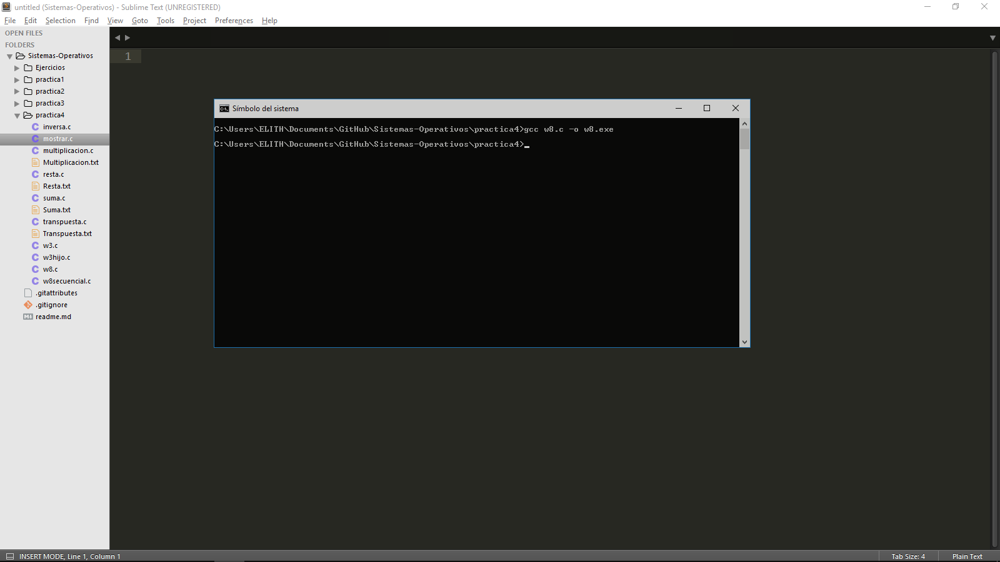 untitled (Sistemas-Operativos) - Sublime Text (UNREGISTERED)
File Edit Selection Find View Goto Tools Project Preferences Help
OPEN FILES
FOLDERS
Sistemas-Operativos
Ejercicios
practica1
practica2
practica3
practica4
inversa.c
mostrar.c
multiplicacion.c
Multiplicacion.txt
resta.c
Resta.txt
suma.c
Suma.txt
transpuesta.c
Transpuesta.txt
w3.c
w3hijo.c
w8.c
w8secuencial.c
.gitattributes
.gitignore
readme.md
1
Símbolo del sistema
C:\Users\ELITH\Documents\GitHub\Sistemas-Operativos\practica4>gcc w8.c -o w8.exe
C:\Users\ELITH\Documents\GitHub\Sistemas-Operativos\practica4>
INSERT MODE, Line 1, Column 1
Tab Size: 4
Plain Text